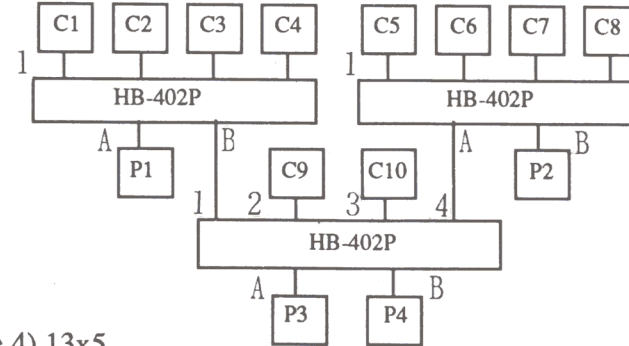 C1 C2 C3 C4 C5 C6 C7 C8
1 1
HB-402P HB-402P
A B A B
P1 C9 C10 P2
1 2 3 4
HB-402P
A B
P3 P4
4) 13x5